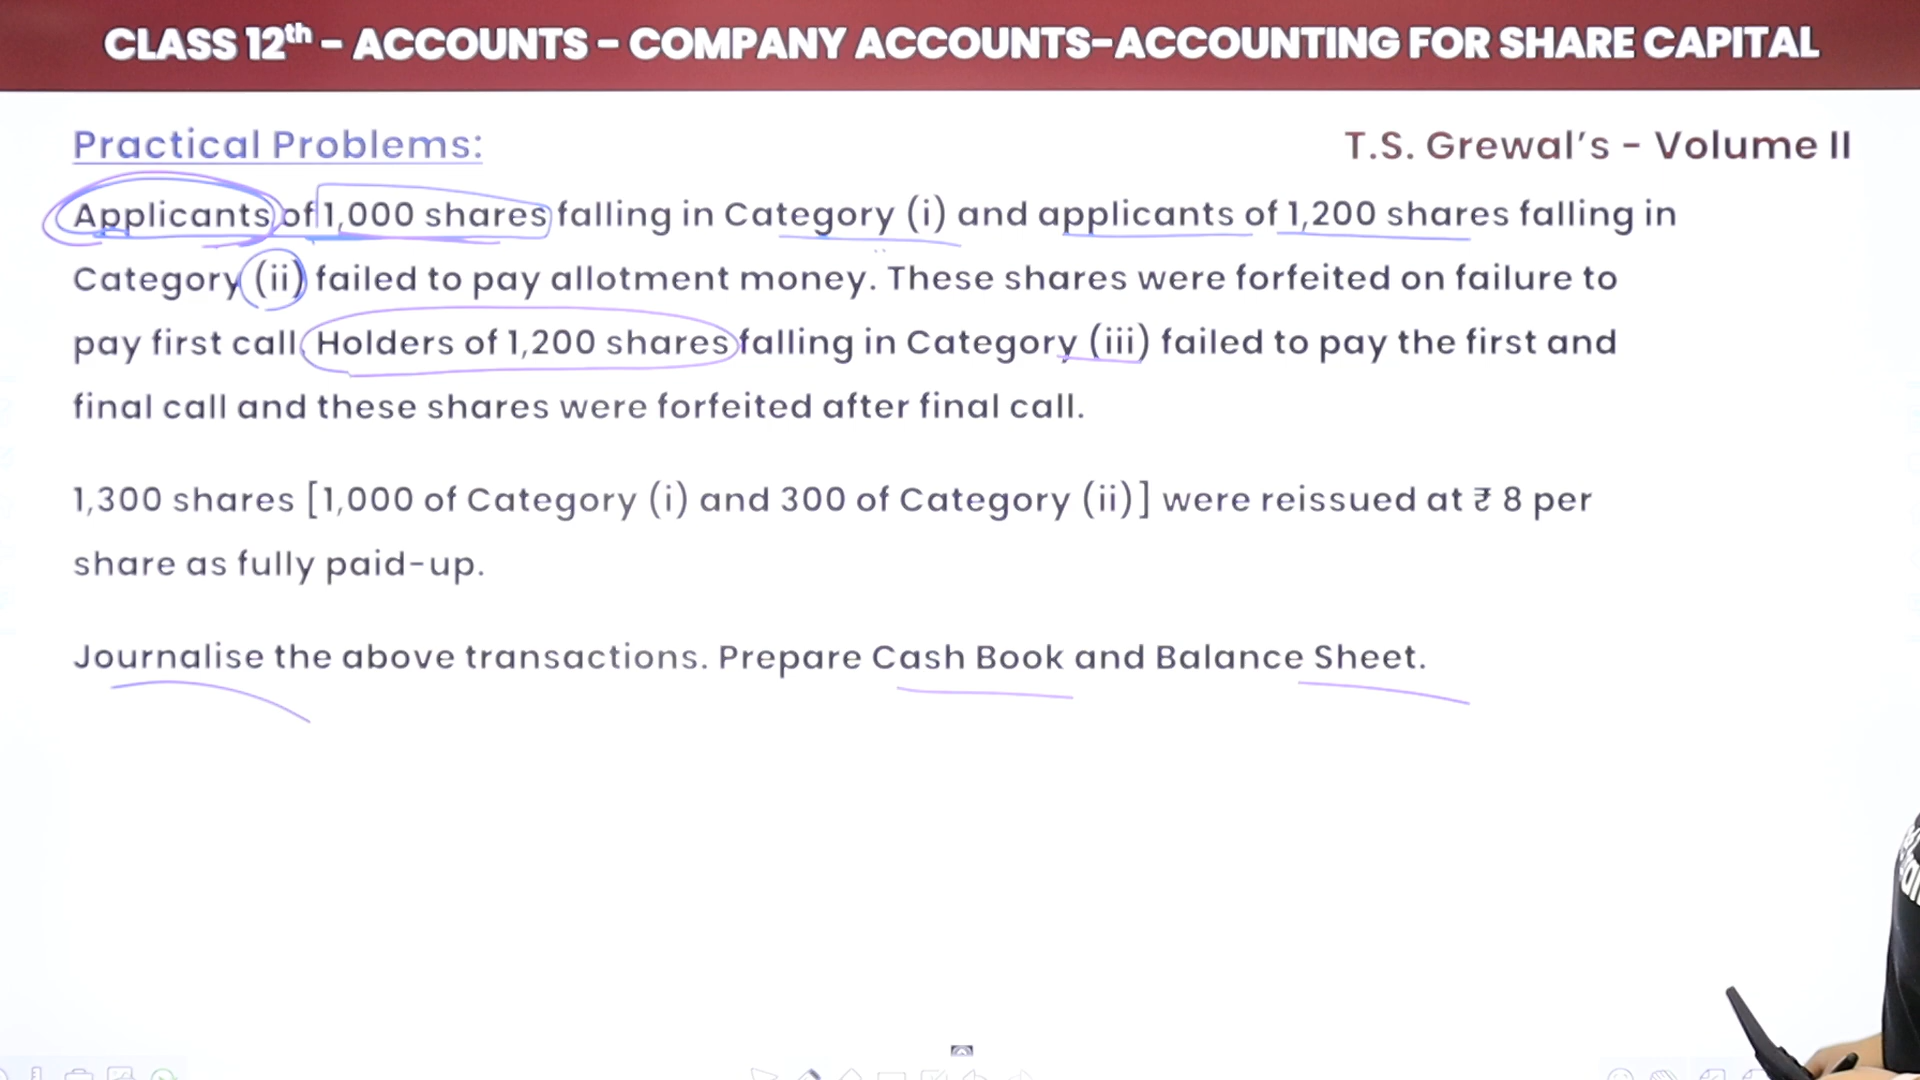 CLASS 12th - ACCOUNTS - COMPANY ACCOUNTS-ACCOUNTING FOR SHARE CAPITAL
Practical Problems:
T.S. Grewal's - Volume II
Applicants of 1,000 shares falling in Category (i) and applicants of 1,200 shares falling in
Category (ii) failed to pay allotment money. These shares were forfeited on failure to
pay first call. Holders of 1,200 shares falling in Category (iii) failed to pay the first and
final call and these shares were forfeited after final call.
1,300 shares [1,000 of Category (i) and 300 of Category (ii)] were reissued at ₹ 8 per
share as fully paid-up.
Journalise the above transactions. Prepare Cash Book and Balance Sheet.